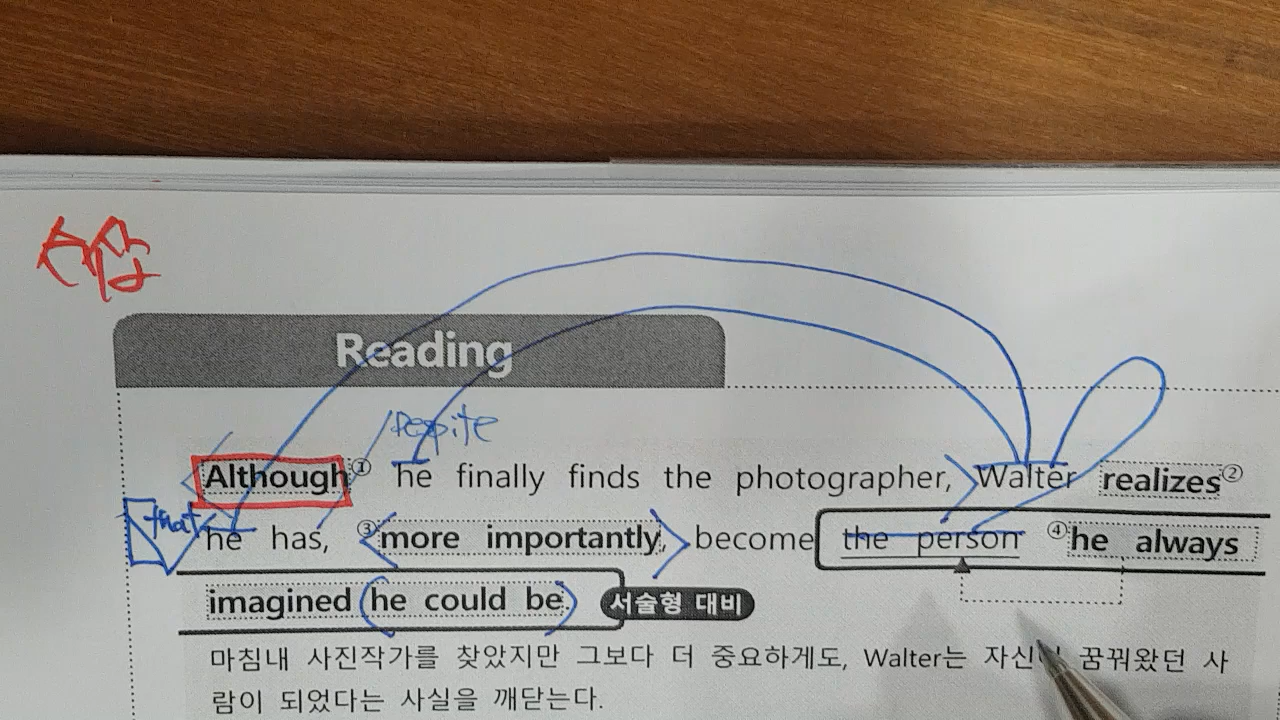 삽
Reading
Despite
Although① he finally finds the photographer, Walter realizes②
that he has, ③more importantly, become the person ④he always
imagined he could be. 서술형 대비
마침내 사진작가를 찾았지만 그보다 더 중요하게도, Walter는 자신이 꿈꿔왔던 사
람이 되었다는 사실을 깨닫는다.